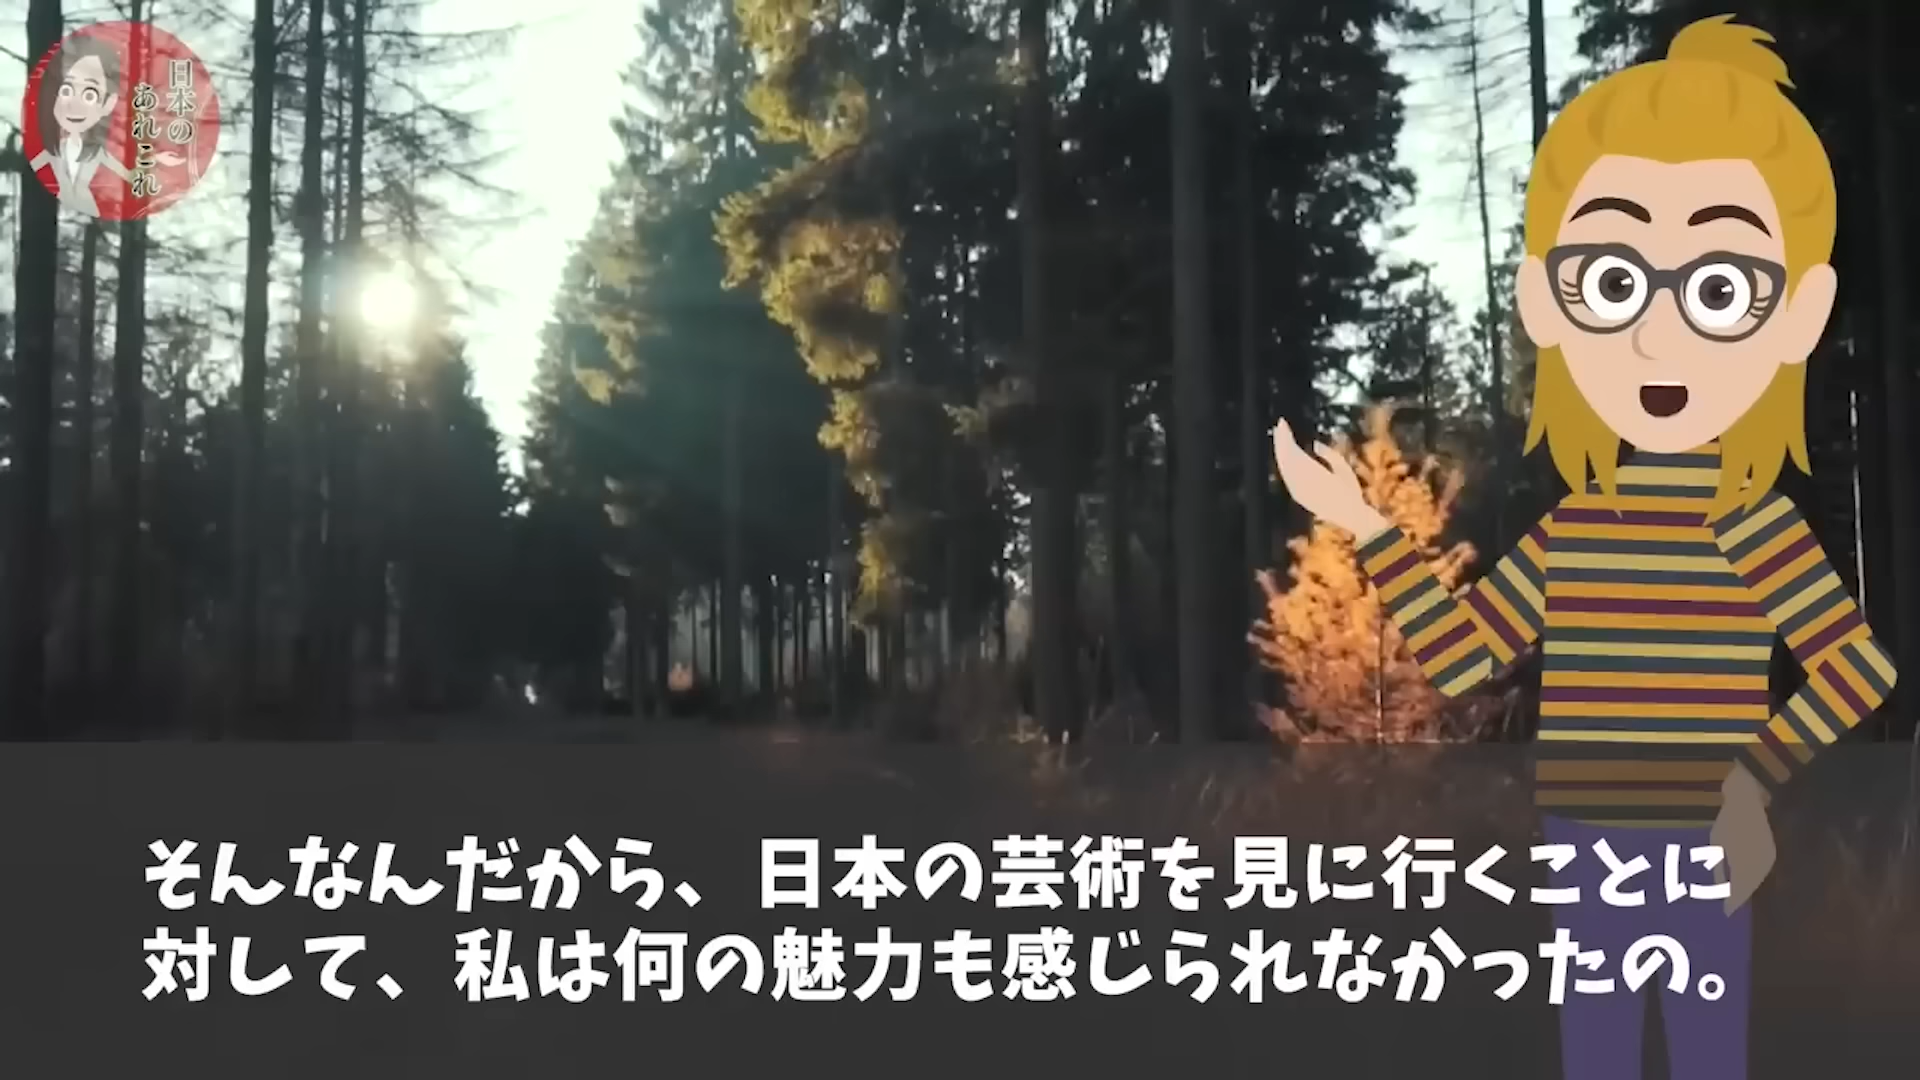 日本の
あれこれ
そんなんだから、日本の芸術を見に行くことに
対して、私は何の魅力も感じられなかったの。